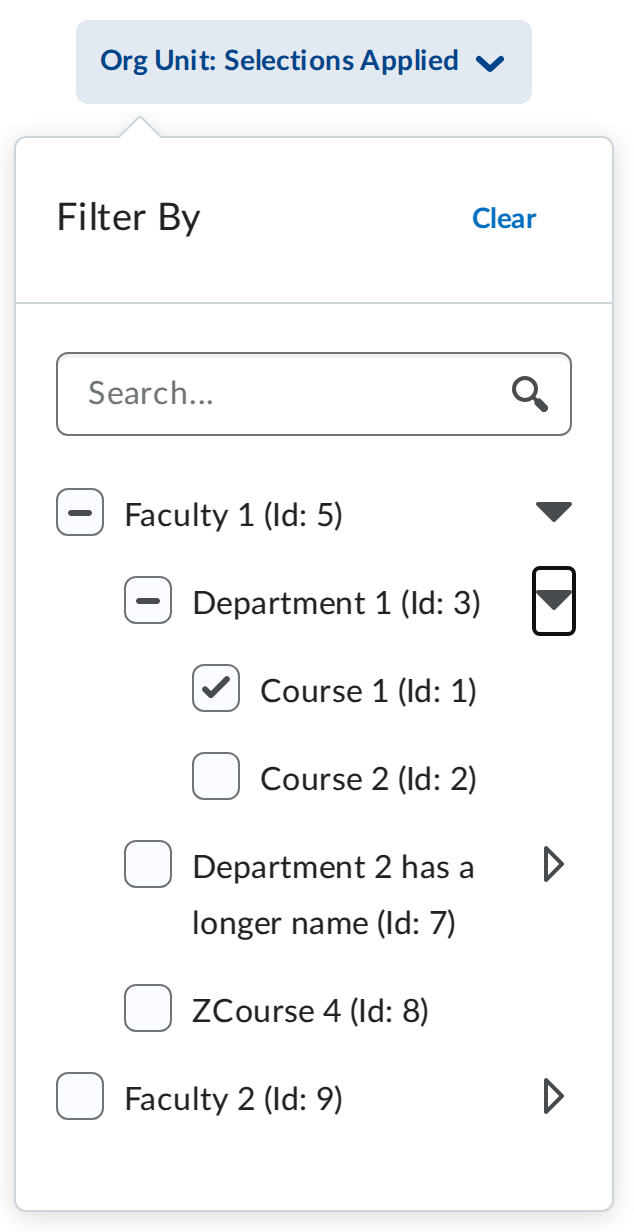 Org Unit: Selections Applied
Filter By
Clear
Search...
Faculty 1 (Id: 5)
Department 1 (Id: 3)
Course 1 (Id: 1)
Course 2 (Id: 2)
Department 2 has a
longer name (Id: 7)
ZCourse 4 (Id: 8)
Faculty 2 (Id: 9)